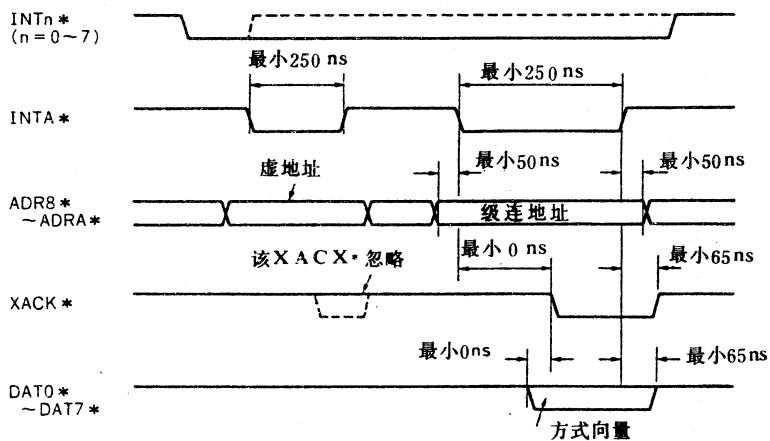 INTn*
(n=0~7)
最小250 ns
最小250 ns
INTA*
最小50ns
最小50ns
虚地址
ADR8*
~ADRA*
级连地址
最小 0 ns
最小65ns
该XACX*忽略
XACK*
最小0ns
最小65ns
DAT0*
~DAT7*
方式向量